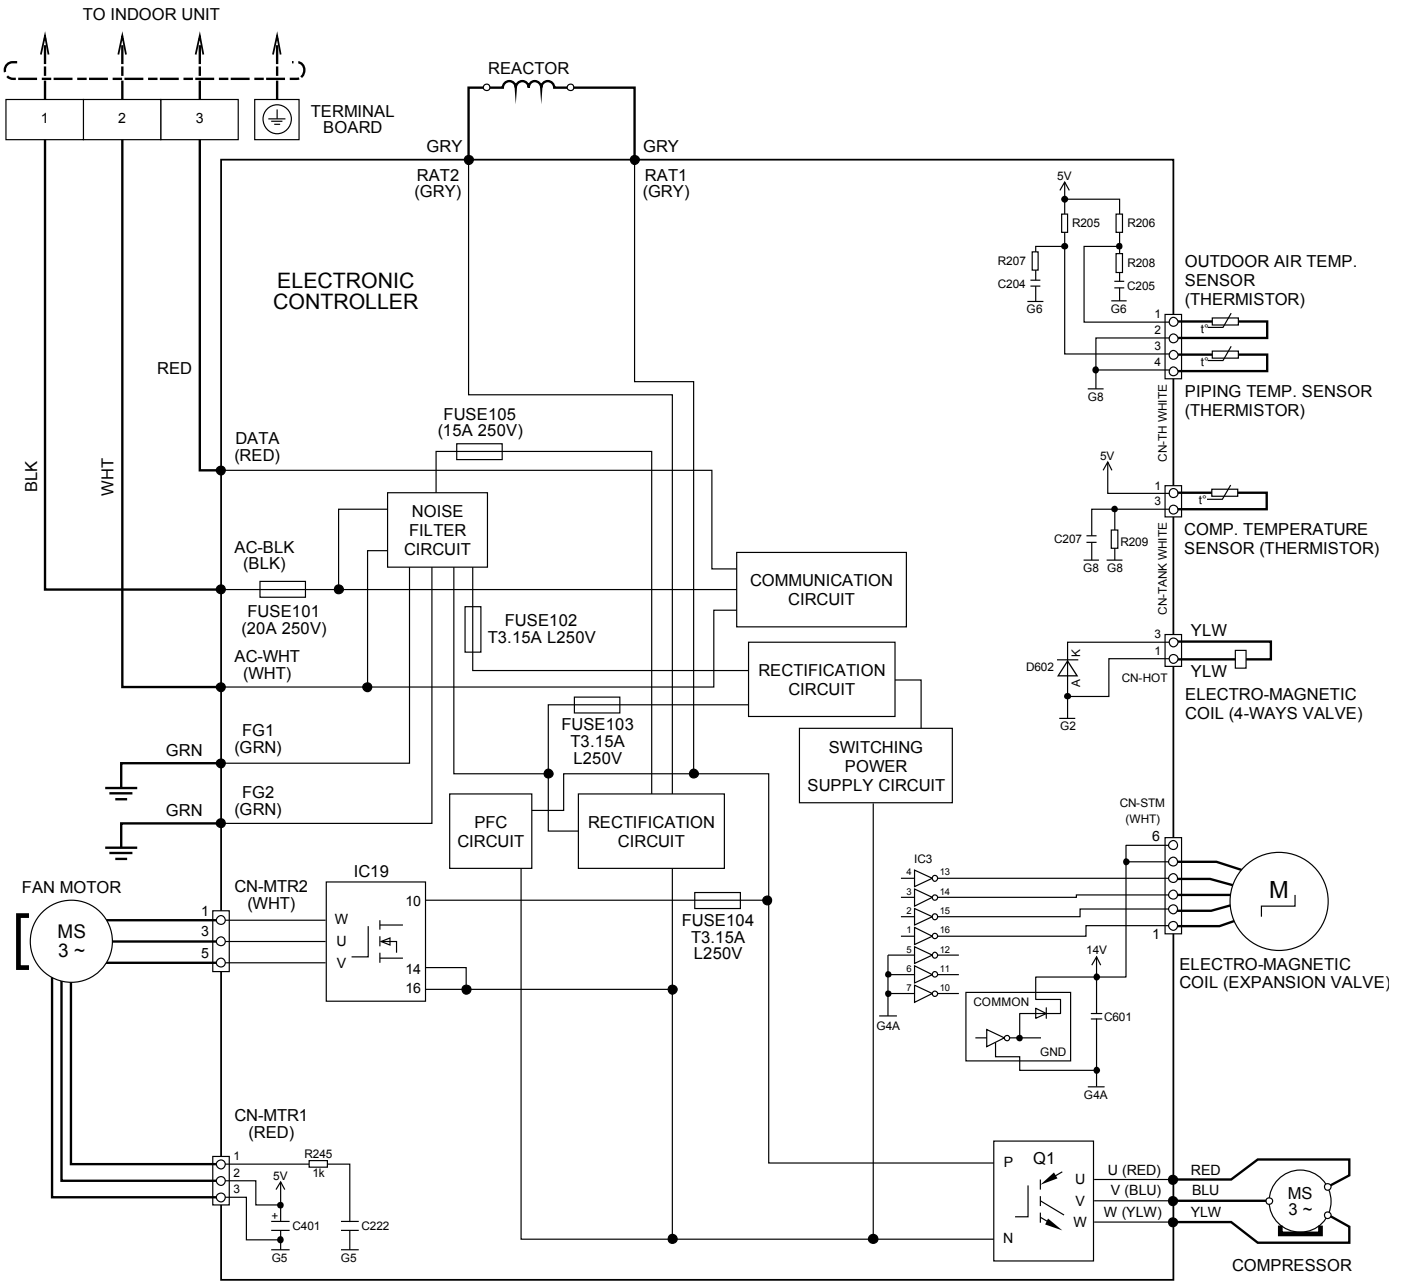 TO INDOOR UNIT
1
2
3
TERMINAL
BOARD
REACTOR
GRY
GRY
RAT2
(GRY)
RAT1
(GRY)
ELECTRONIC
CONTROLLER
5V
R205
R206
R207
R208
C204
C205
G6
G6
OUTDOOR AIR TEMP.
SENSOR
(THERMISTOR)
1
2
3
4
t°
t°
G8
PIPING TEMP. SENSOR
(THERMISTOR)
CN-TH WHITE
RED
BLK
WHT
DATA
(RED)
FUSE105
(15A 250V)
NOISE
FILTER
CIRCUIT
AC-BLK
(BLK)
FUSE101
(20A 250V)
AC-WHT
(WHT)
FUSE102
T3.15A L250V
COMMUNICATION
CIRCUIT
5V
1
3
t°
C207
R209
G8
G8
CN-TANK WHITE
COMP. TEMPERATURE
SENSOR (THERMISTOR)
RECTIFICATION
CIRCUIT
3
1
YLW
YLW
D602
K
A
G2
CN-HOT
ELECTRO-MAGNETIC
COIL (4-WAYS VALVE)
FUSE103
T3.15A
L250V
SWITCHING
POWER
SUPPLY CIRCUIT
GRN
FG1
(GRN)
GRN
FG2
(GRN)
PFC
CIRCUIT
RECTIFICATION
CIRCUIT
CN-STM
(WHT)
6
1
IC3
4
13
3
14
2
15
1
16
5
12
6
11
7
10
G4A
M
ELECTRO-MAGNETIC
COIL (EXPANSION VALVE)
14V
COMMON
GND
C601
G4A
FAN MOTOR
MS
3 ~
CN-MTR2
(WHT)
1
3
5
IC19
W
U
V
10
14
16
FUSE104
T3.15A
L250V
CN-MTR1
(RED)
1
2
3
R245
1k
5V
+
C401
C222
G5
G5
P
N
Q1
U
V
W
U (RED)
V (BLU)
W (YLW)
RED
BLU
YLW
MS
3 ~
COMPRESSOR